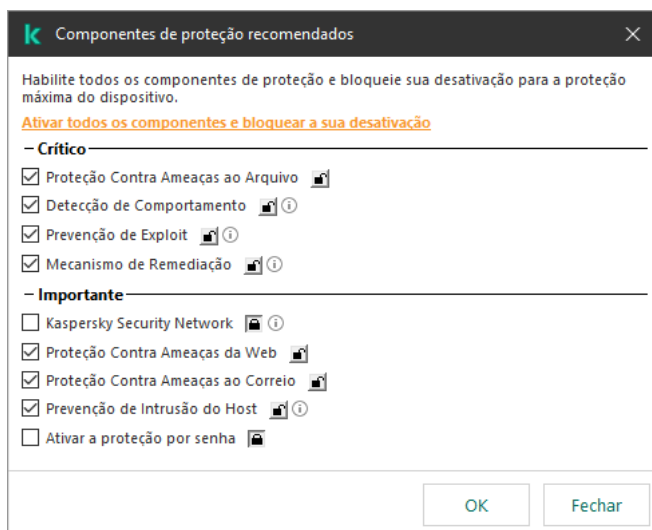 Componentes de proteção recomendados
Habilite todos os componentes de proteção e bloqueie sua desativação para a proteção
máxima do dispositivo.
Ativar todos os componentes e bloquear a sua desativação
Crítico
Proteção Contra Ameaças ao Arquivo
Detecção de Comportamento
Prevenção de Exploit
Mecanismo de Remediação
Importante
Kaspersky Security Network
Proteção Contra Ameaças da Web
Proteção Contra Ameaças ao Correio
Prevenção de Intrusão do Host
Ativar a proteção por senha
OK Fechar